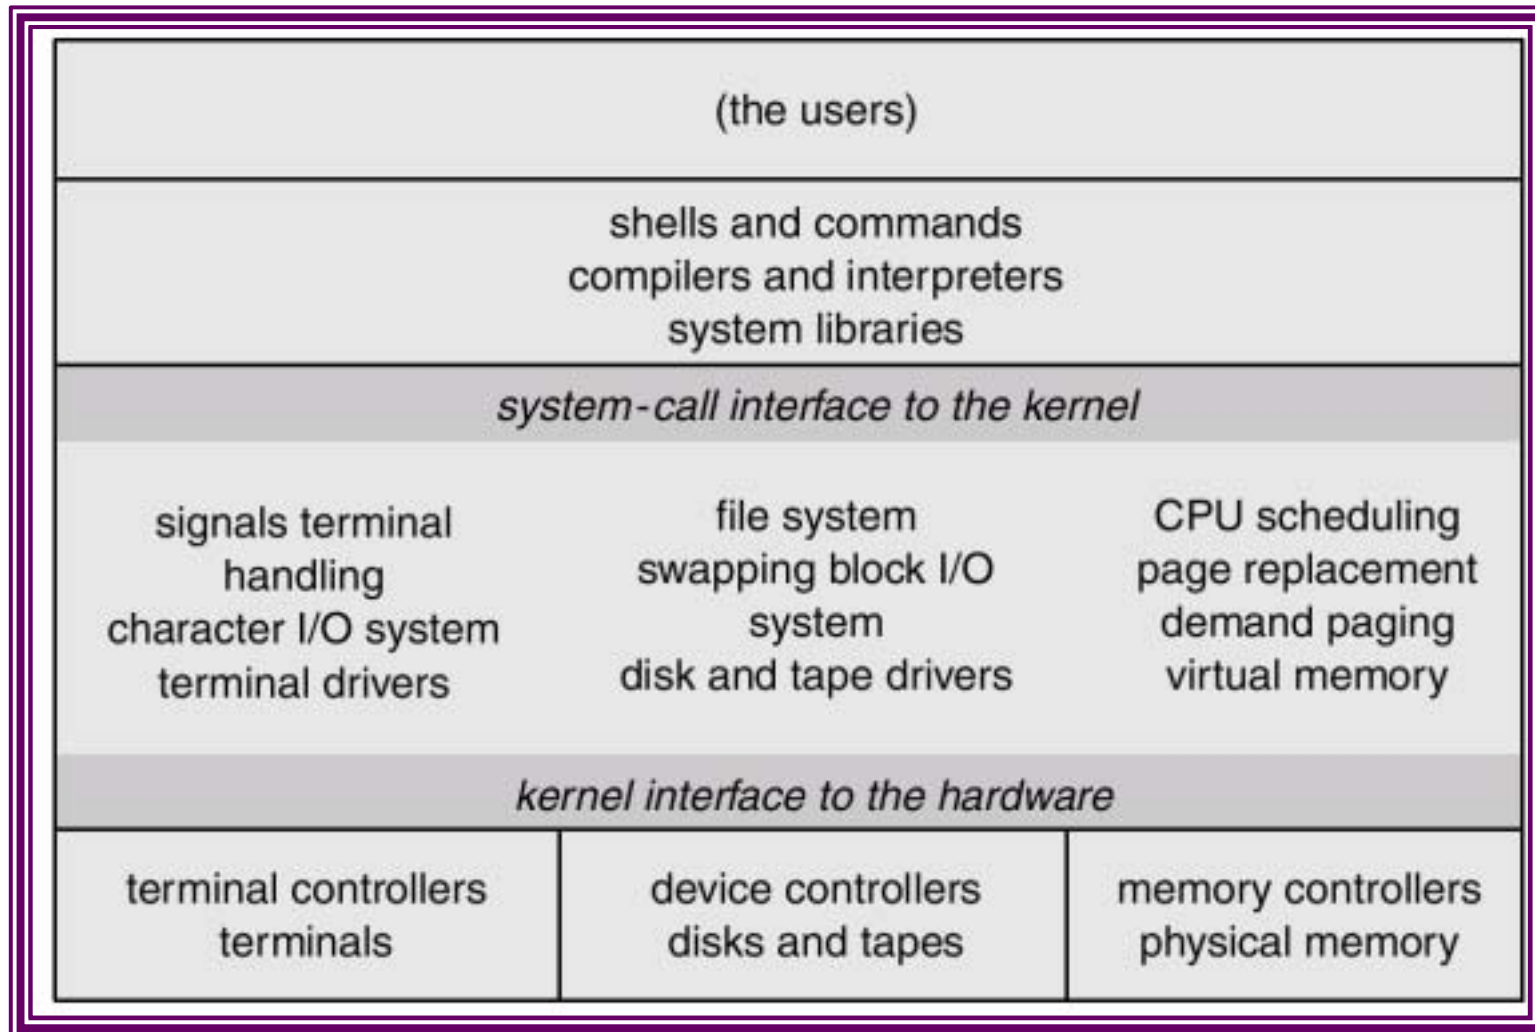 (the users)
shells and commands
compilers and interpreters
system libraries
system-call interface to the kernel
signals terminal
handling
character I/O system
terminal drivers
file system
swapping block I/O
system
disk and tape drivers
CPU scheduling
page replacement
demand paging
virtual memory
kernel interface to the hardware
terminal controllers
terminals
device controllers
disks and tapes
memory controllers
physical memory